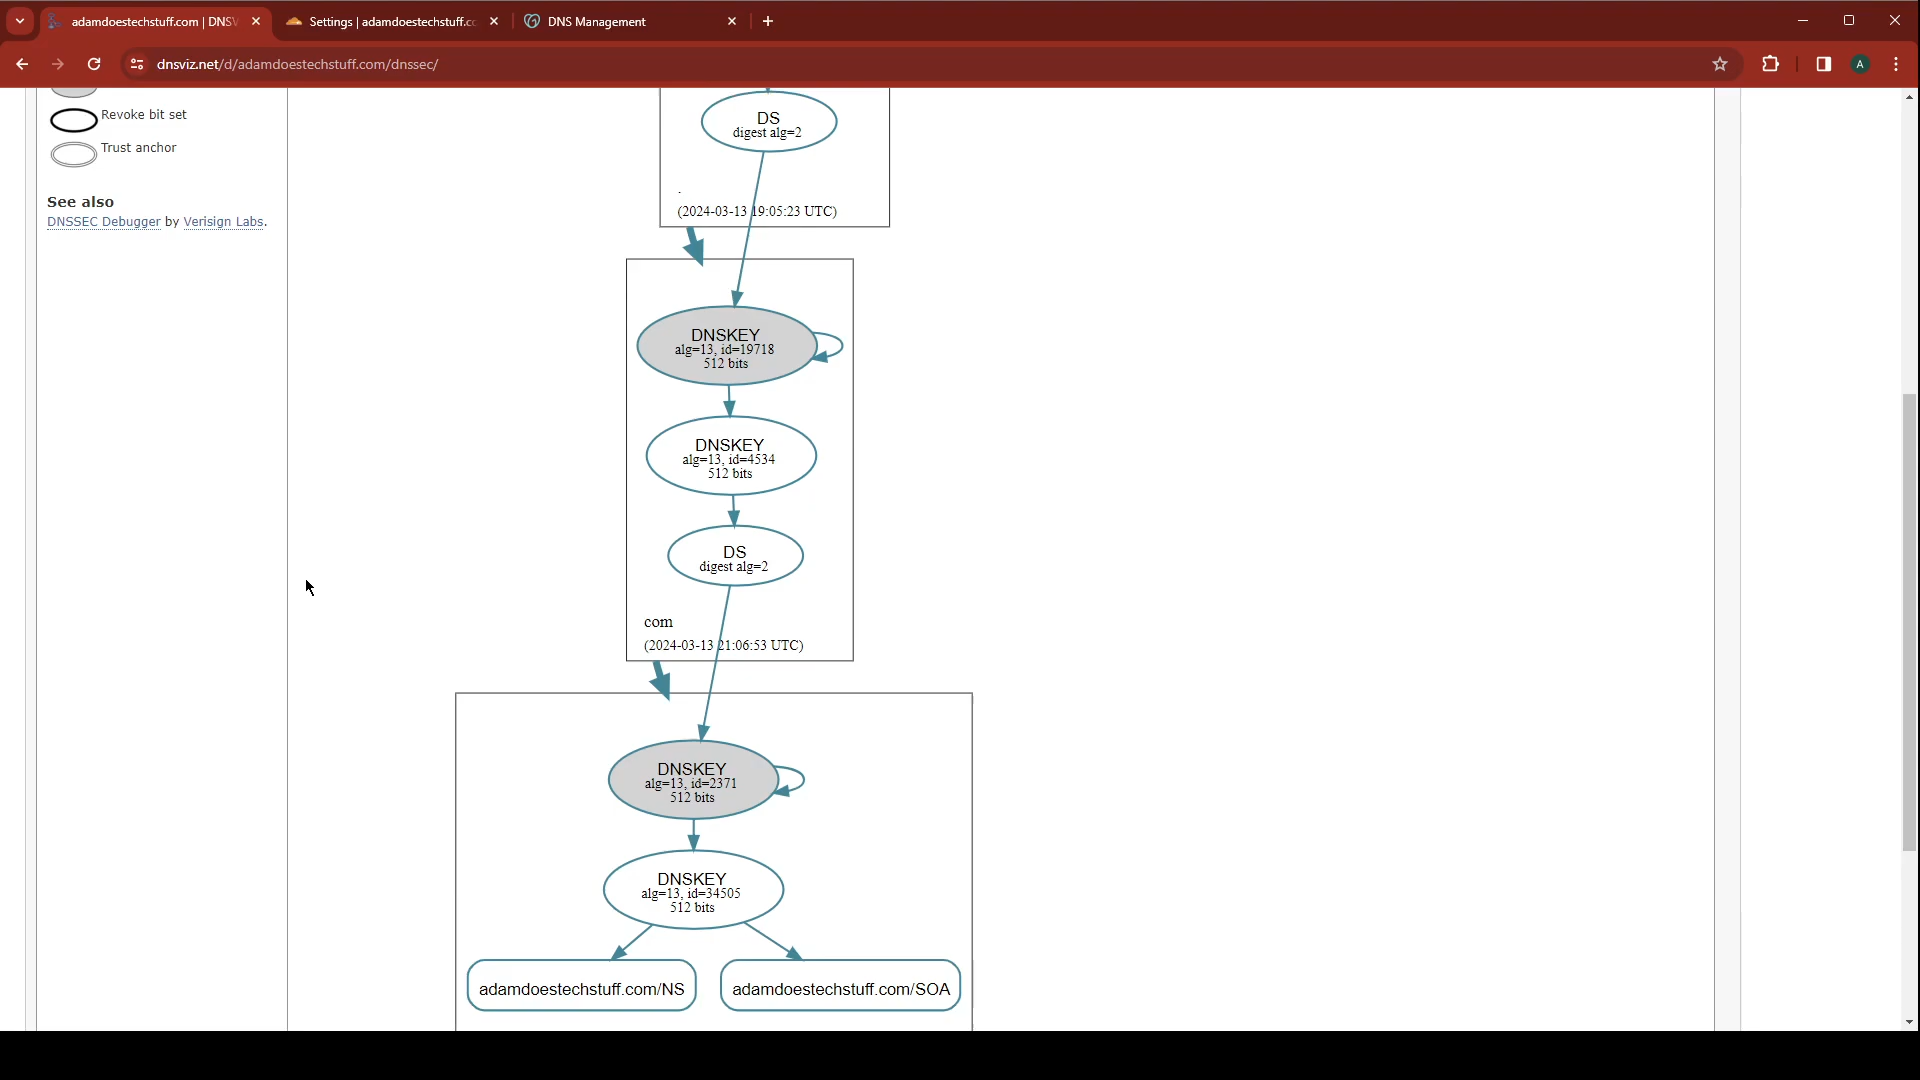 adamdoestechstuff.com | DNSV
Settings | adamdoestechstuff.cc
DNS Management
dnsviz.net/d/adamdoestechstuff.com/dnssec/
A
Revoke bit set
Trust anchor
See also
DNSSEC Debugger by Verisign Labs.
DS
digest alg=2
.
(2024-03-13 19:05:23 UTC)
DNSKEY
alg=13, id=19718
512 bits
DNSKEY
alg=13, id=4534
512 bits
DS
digest alg=2
com
(2024-03-13 21:06:53 UTC)
DNSKEY
alg=13, id=2371
512 bits
DNSKEY
alg=13, id=34505
512 bits
adamdoestechstuff.com/NS
adamdoestechstuff.com/SOA